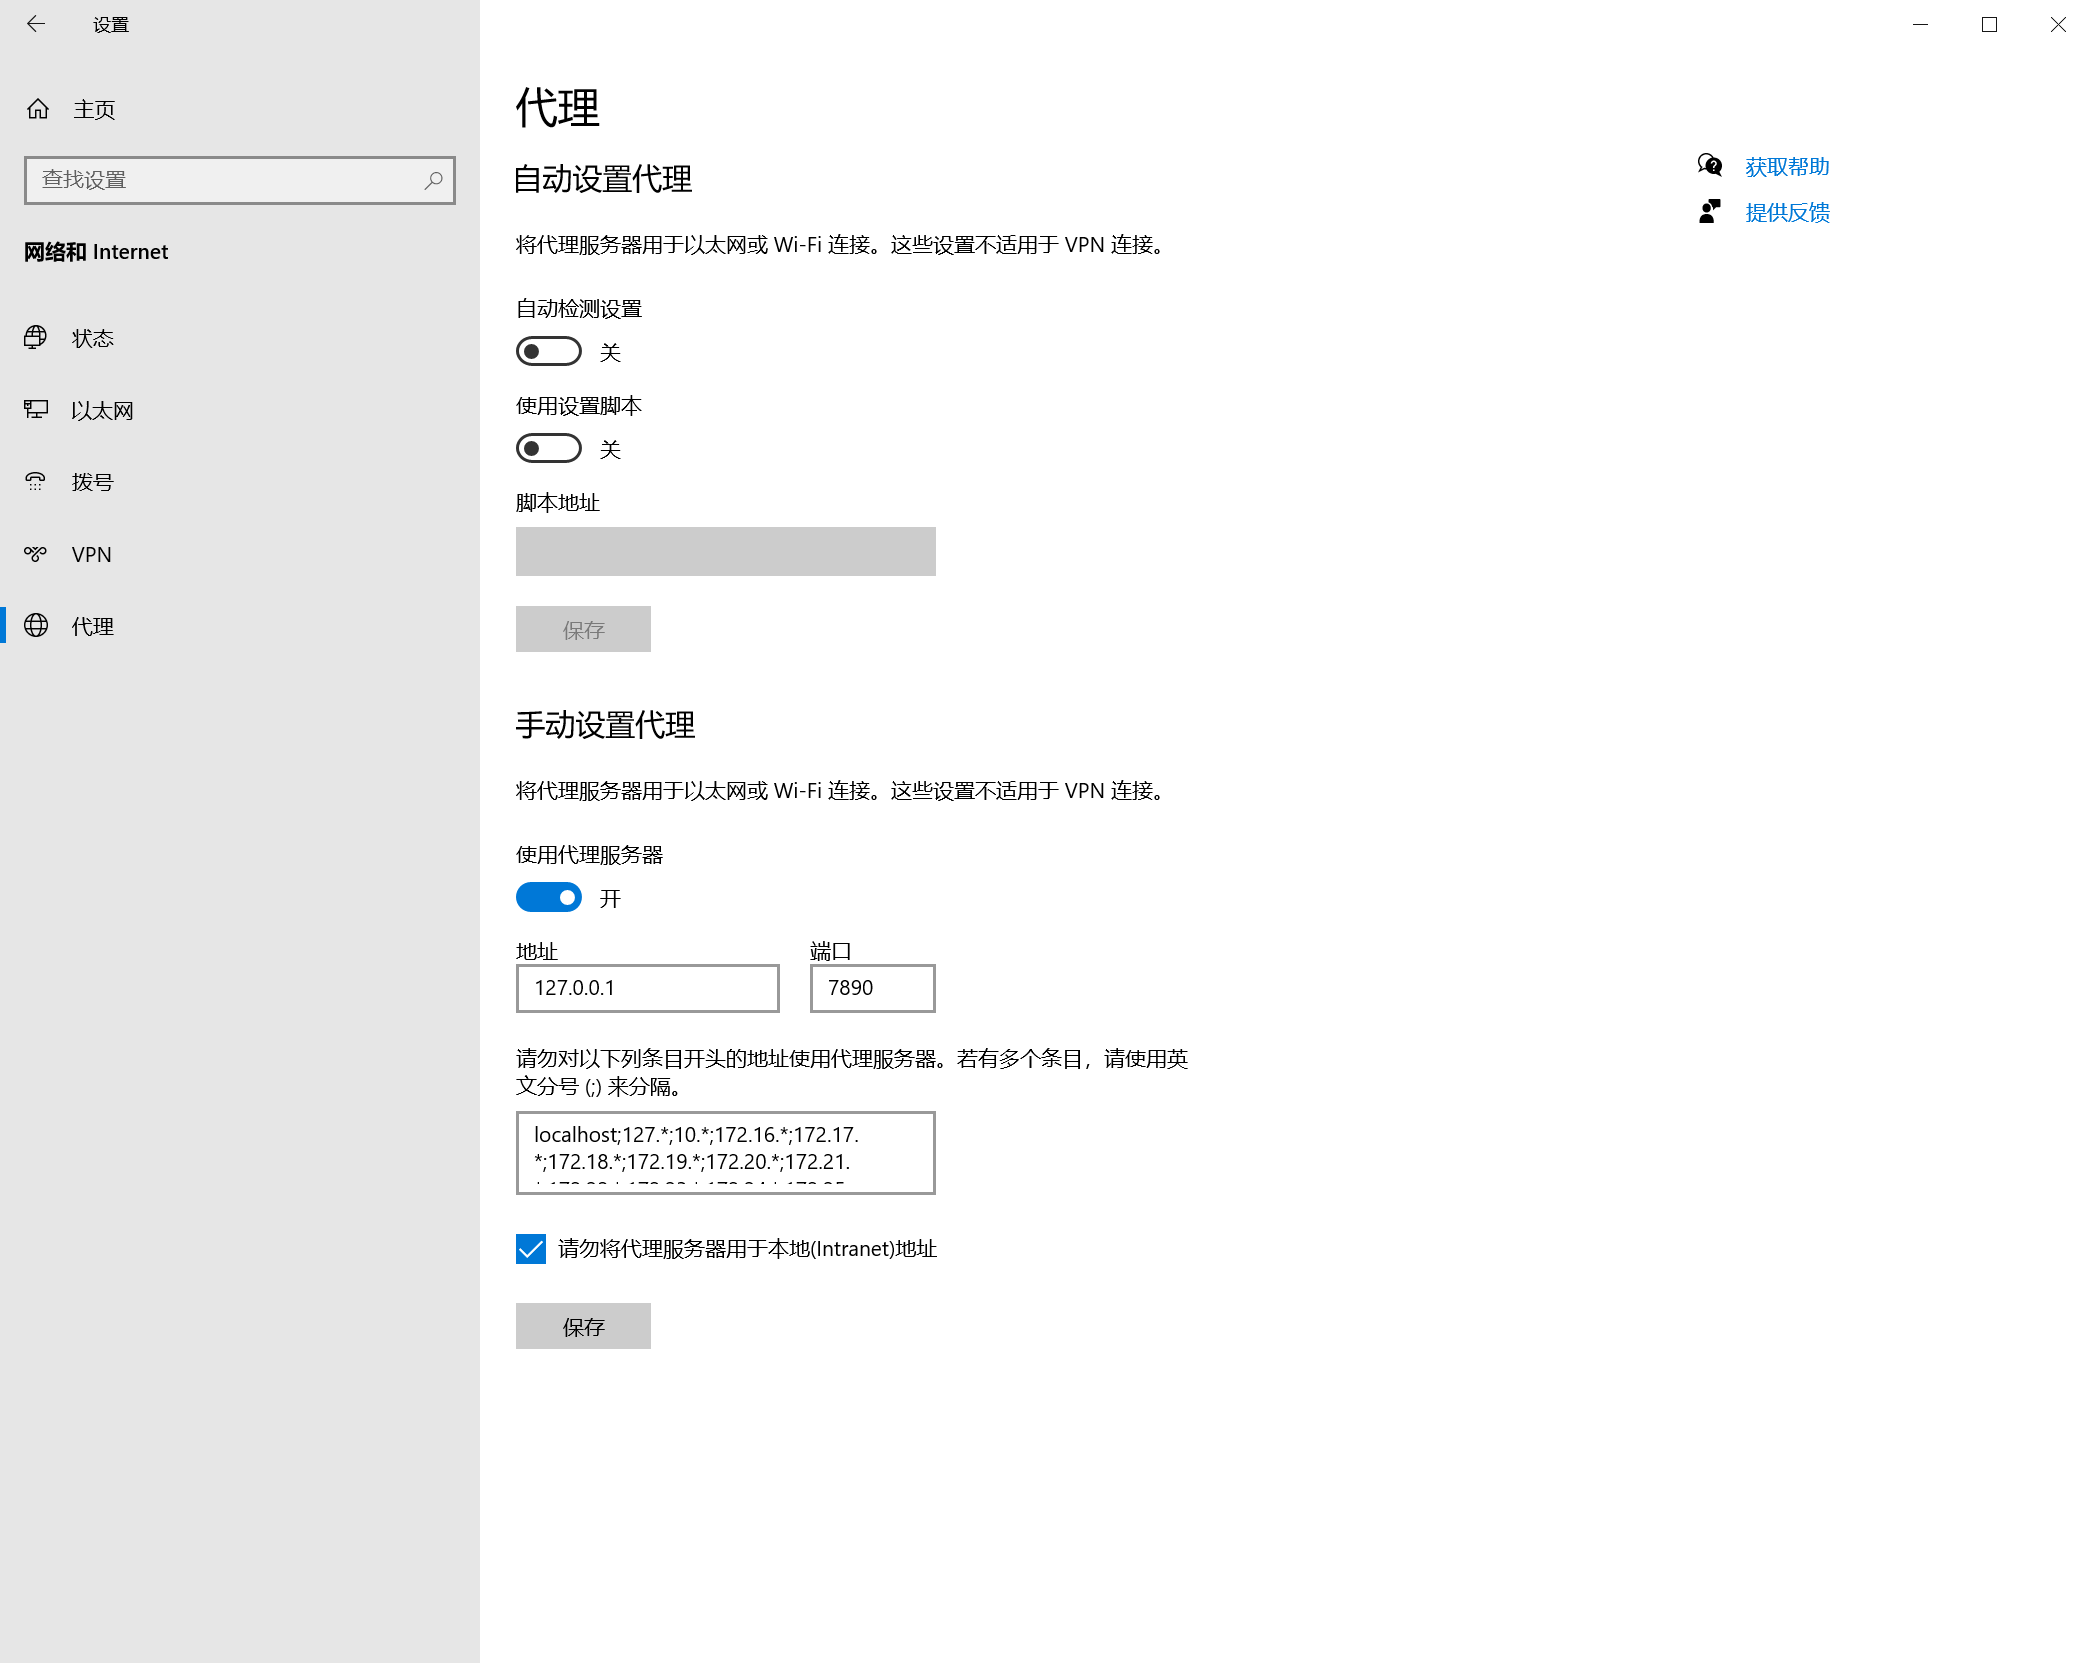 设置
主页
查找设置
网络和 Internet
状态
以太网
拨号
VPN
代理
代理
自动设置代理
将代理服务器用于以太网或 Wi-Fi 连接。这些设置不适用于 VPN 连接。
自动检测设置
关
使用设置脚本
关
脚本地址
保存
手动设置代理
将代理服务器用于以太网或 Wi-Fi 连接。这些设置不适用于 VPN 连接。
使用代理服务器
开
地址 端口
127.0.0.1 7890
请勿对以下列条目开头的地址使用代理服务器。若有多个条目，请使用英
文分号 (;) 来分隔。
localhost;127.*;10.*;172.16.*;172.17.
*;172.18.*;172.19.*;172.20.*;172.21.
请勿将代理服务器用于本地(Intranet)地址
保存
获取帮助
提供反馈